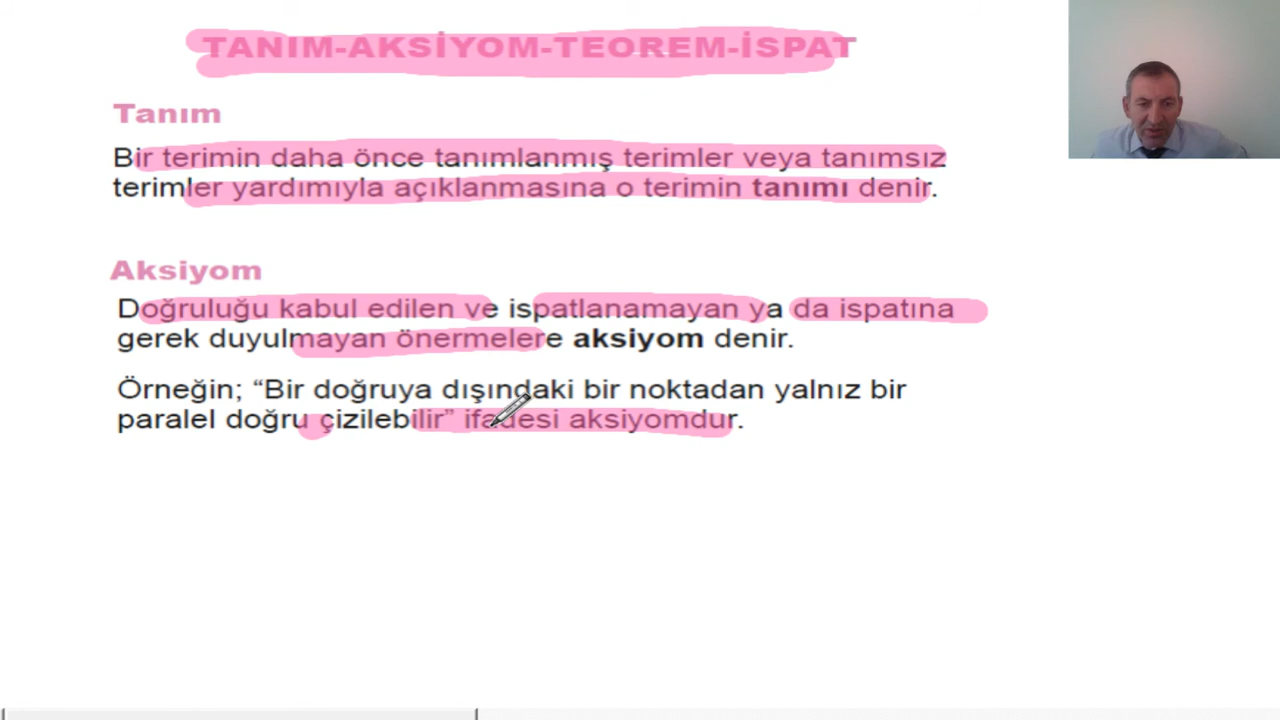 TANIM-AKSİYOM-TEOREM-İSPAT
Tanım
Bir terimin daha önce tanımlanmış terimler veya tanımsız
terimler yardımıyla açıklanmasına o terimin tanımı denir.
Aksiyom
Doğruluğu kabul edilen ve ispatlanamayan ya da ispatına
gerek duyulmayan önermelere aksiyom denir.
Örneğin; “Bir doğruya dışındaki bir noktadan yalnız bir
paralel doğru çizilebilir” ifadesi aksiyomdur.